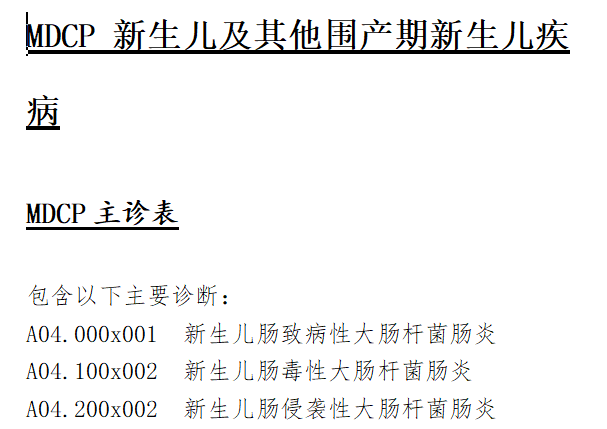 MDCP 新生儿及其他围产期新生儿疾
病
MDCP 主诊表
包含以下主要诊断：
A04.000x001 新生儿肠致病性大肠杆菌肠炎
A04.100x002 新生儿肠毒性大肠杆菌肠炎
A04.200x002 新生儿肠侵袭性大肠杆菌肠炎